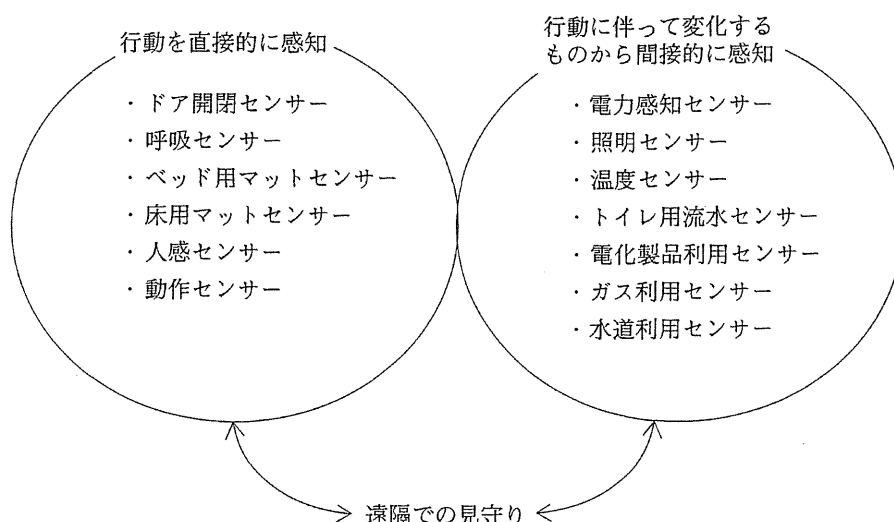 行動を直接的に感知
・ドア開閉センサー
・呼吸センサー
・ベッド用マットセンサー
・床用マットセンサー
・人感センサー
・動作センサー
行動に伴って変化する
ものから間接的に感知
・電力感知センサー
・照明センサー
・温度センサー
・トイレ用流水センサー
・電化製品利用センサー
・ガス利用センサー
・水道利用センサー
遠隔での見守り